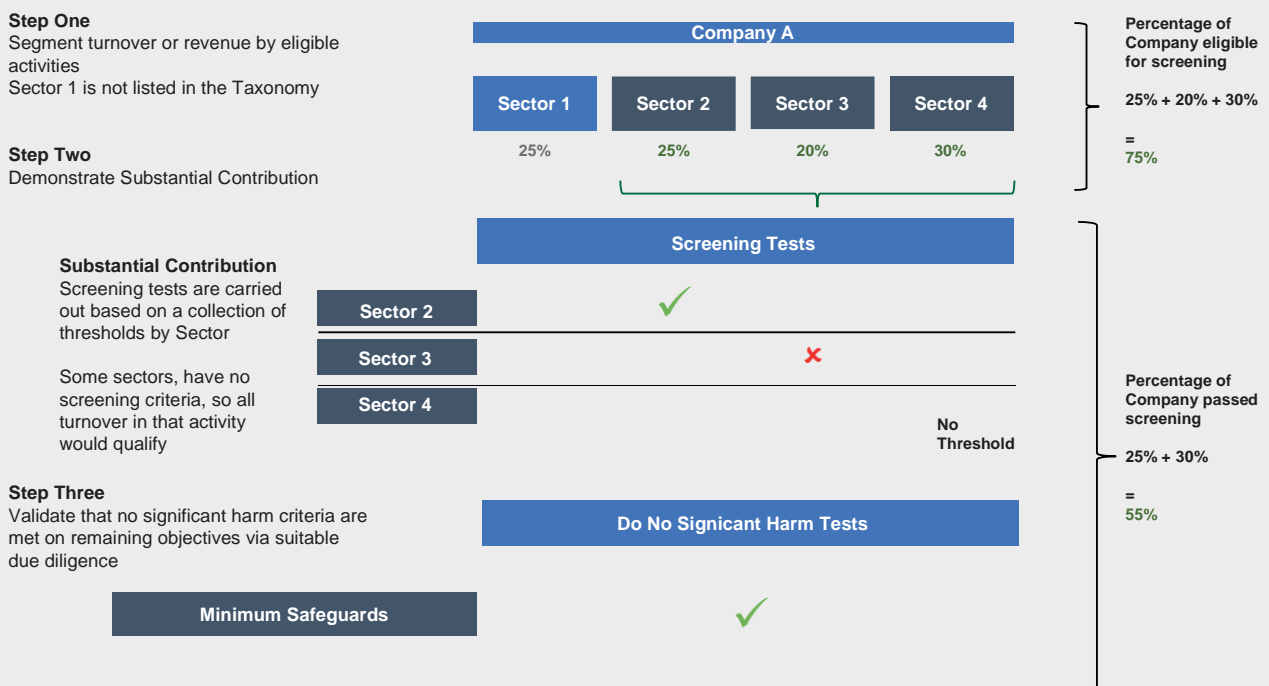 Step One
Segment turnover or revenue by eligible
activities
Sector 1 is not listed in the Taxonomy
Company A
Sector 1
Sector 2
Sector 3
Sector 4
25%
25%
20%
30%
Percentage of
Company eligible
for screening
25% + 20% + 30%
=
75%
Step Two
Demonstrate Substantial Contribution
Screening Tests
Substantial Contribution
Screening tests are carried
out based on a collection of
thresholds by Sector
Some sectors, have no
screening criteria, so all
turnover in that activity
would qualify
Sector 2
Sector 3
Sector 4
No
Threshold
Percentage of
Company passed
screening
25% + 30%
=
55%
Step Three
Validate that no significant harm criteria are
met on remaining objectives via suitable
due diligence
Do No Signicant Harm Tests
Minimum Safeguards